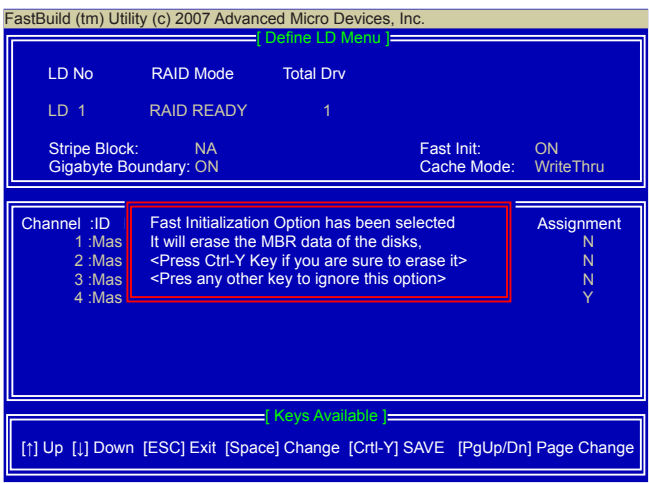 FastBuild (tm) Utility (c) 2007 Advanced Micro Devices, Inc.
[ Define LD Menu ]
LD No RAID Mode Total Drv
LD 1 RAID READY 1
Stripe Block: NA Fast Init: ON
Gigabyte Boundary: ON Cache Mode: WriteThru
Channel :ID Assignment
1 :Mas N
2 :Mas N
3 :Mas N
4 :Mas Y
Fast Initialization Option has been selected
It will erase the MBR data of the disks,
<Press Ctrl-Y Key if you are sure to erase it>
<Pres any other key to ignore this option>
[ Keys Available ]
[↑] Up [↓] Down [ESC] Exit [Space] Change [Crtl-Y] SAVE [PgUp/Dn] Page Change